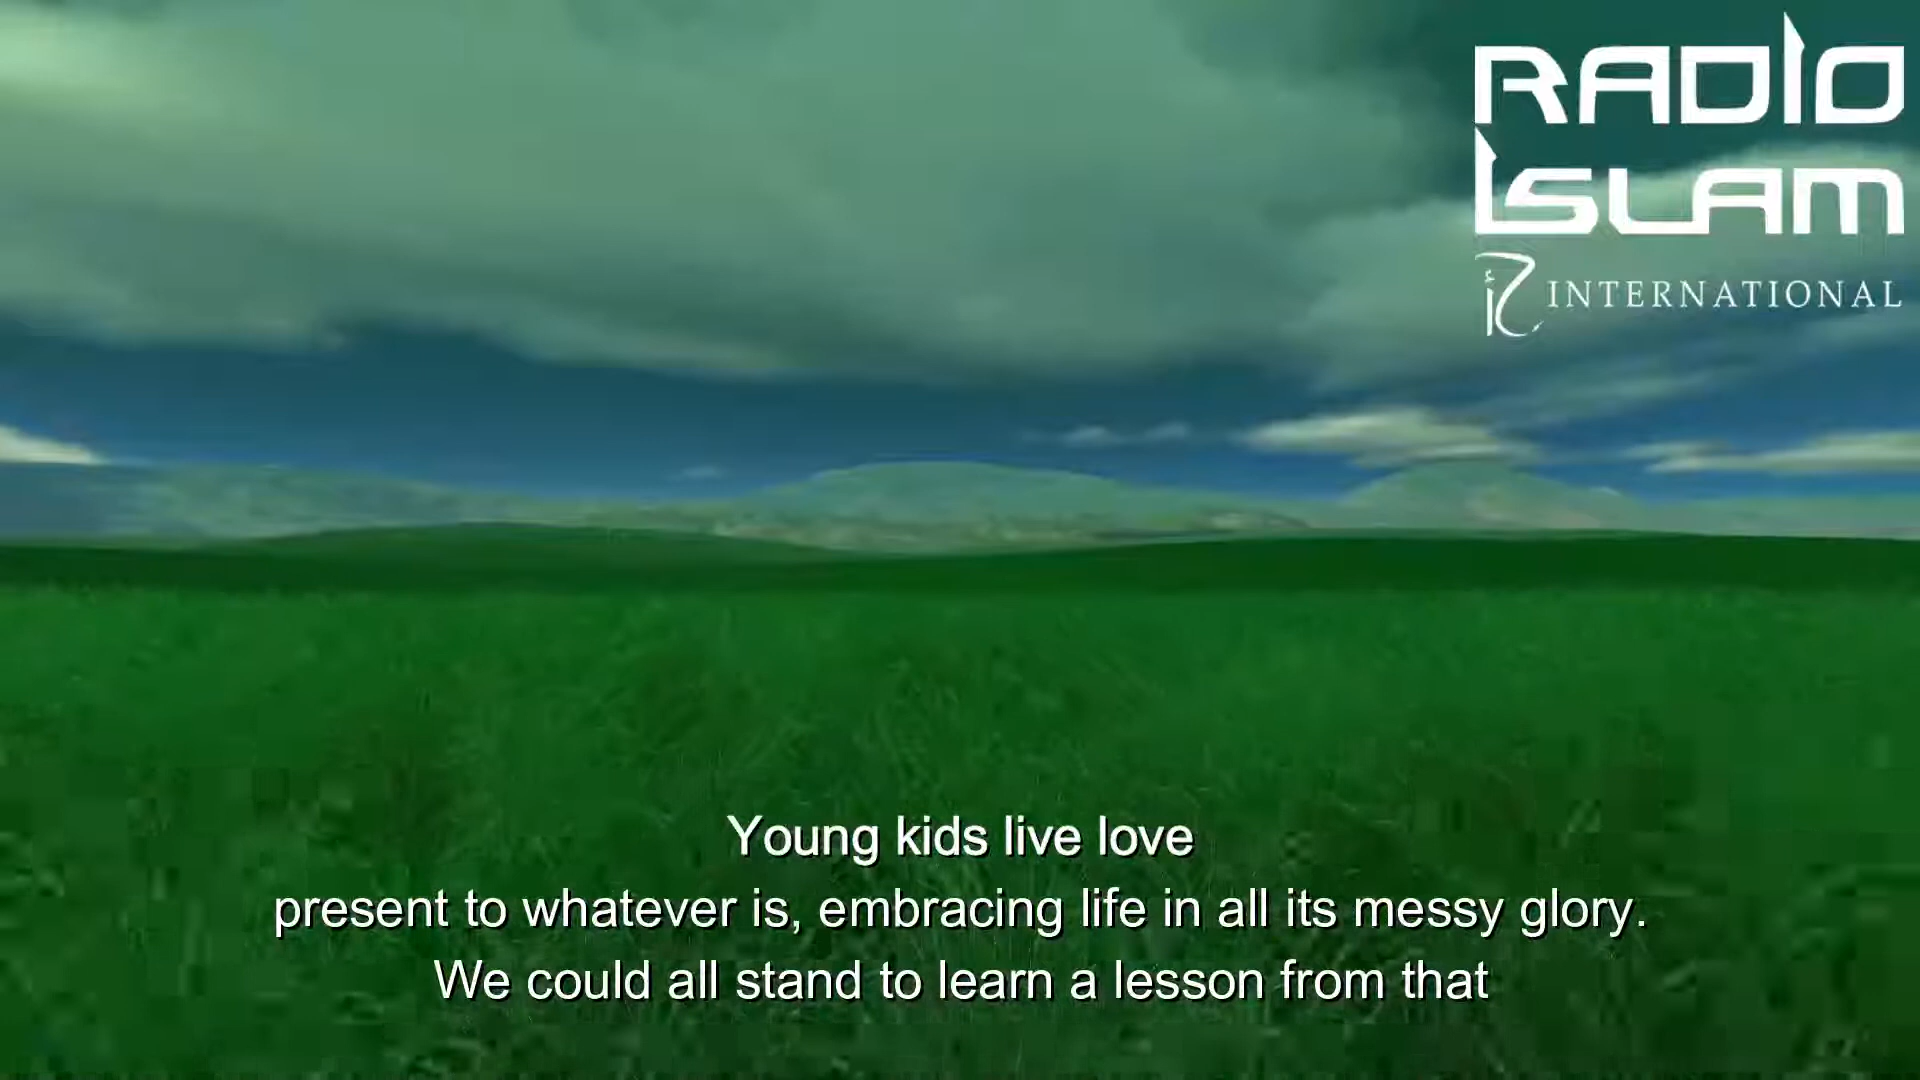 RADIO
ISLAM
INTERNATIONAL
Young kids live love
present to whatever is, embracing life in all its messy glory.
We could all stand to learn a lesson from that